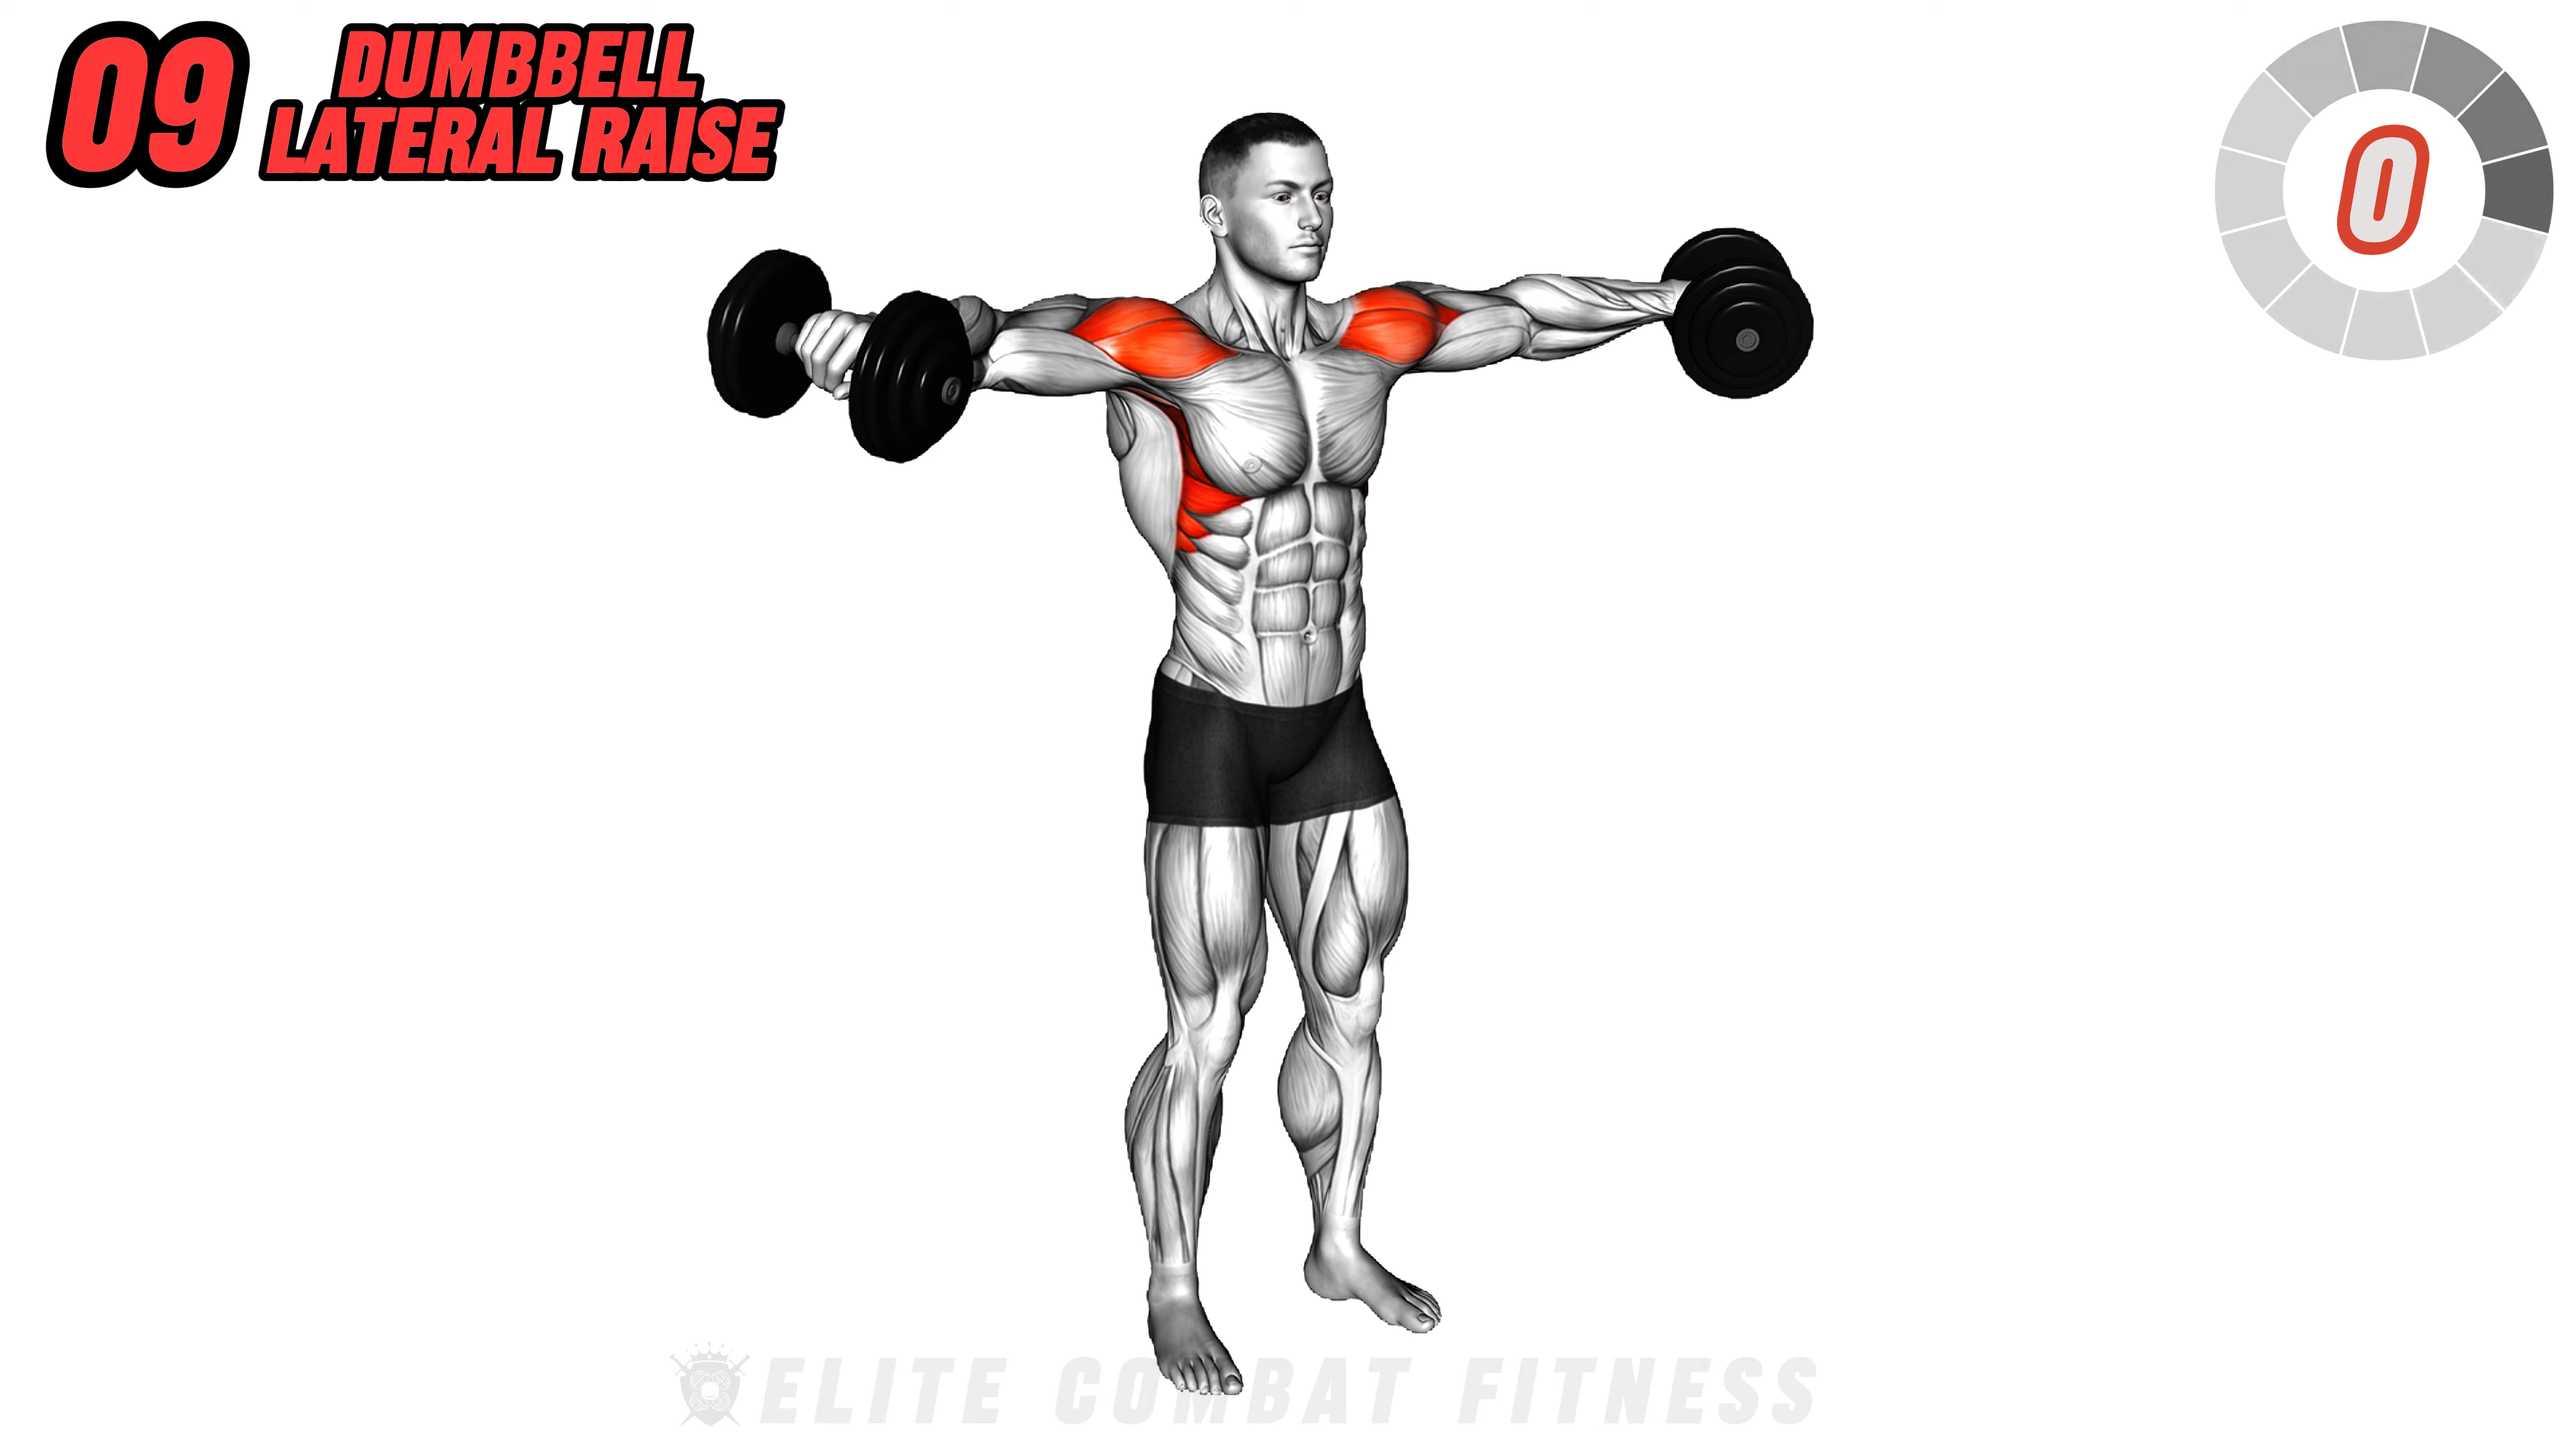 09
DUMBBELL
LATERAL RAISE
0
ELITE COMBAT FITNESS